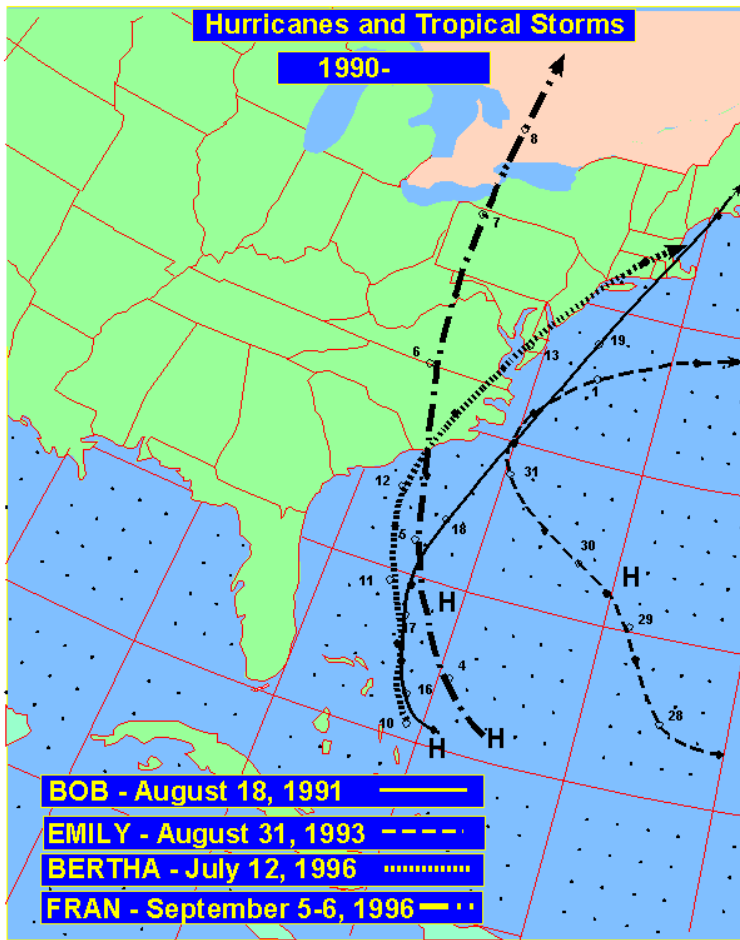 Hurricanes and Tropical Storms
1990-
8
7
6
19
13
1
31
12
18
5
30
11
H
H
29
17
4
16
28
10
H
H
BOB - August 18, 1991
EMILY - August 31, 1993
BERTHA - July 12, 1996
FRAN - September 5-6, 1996